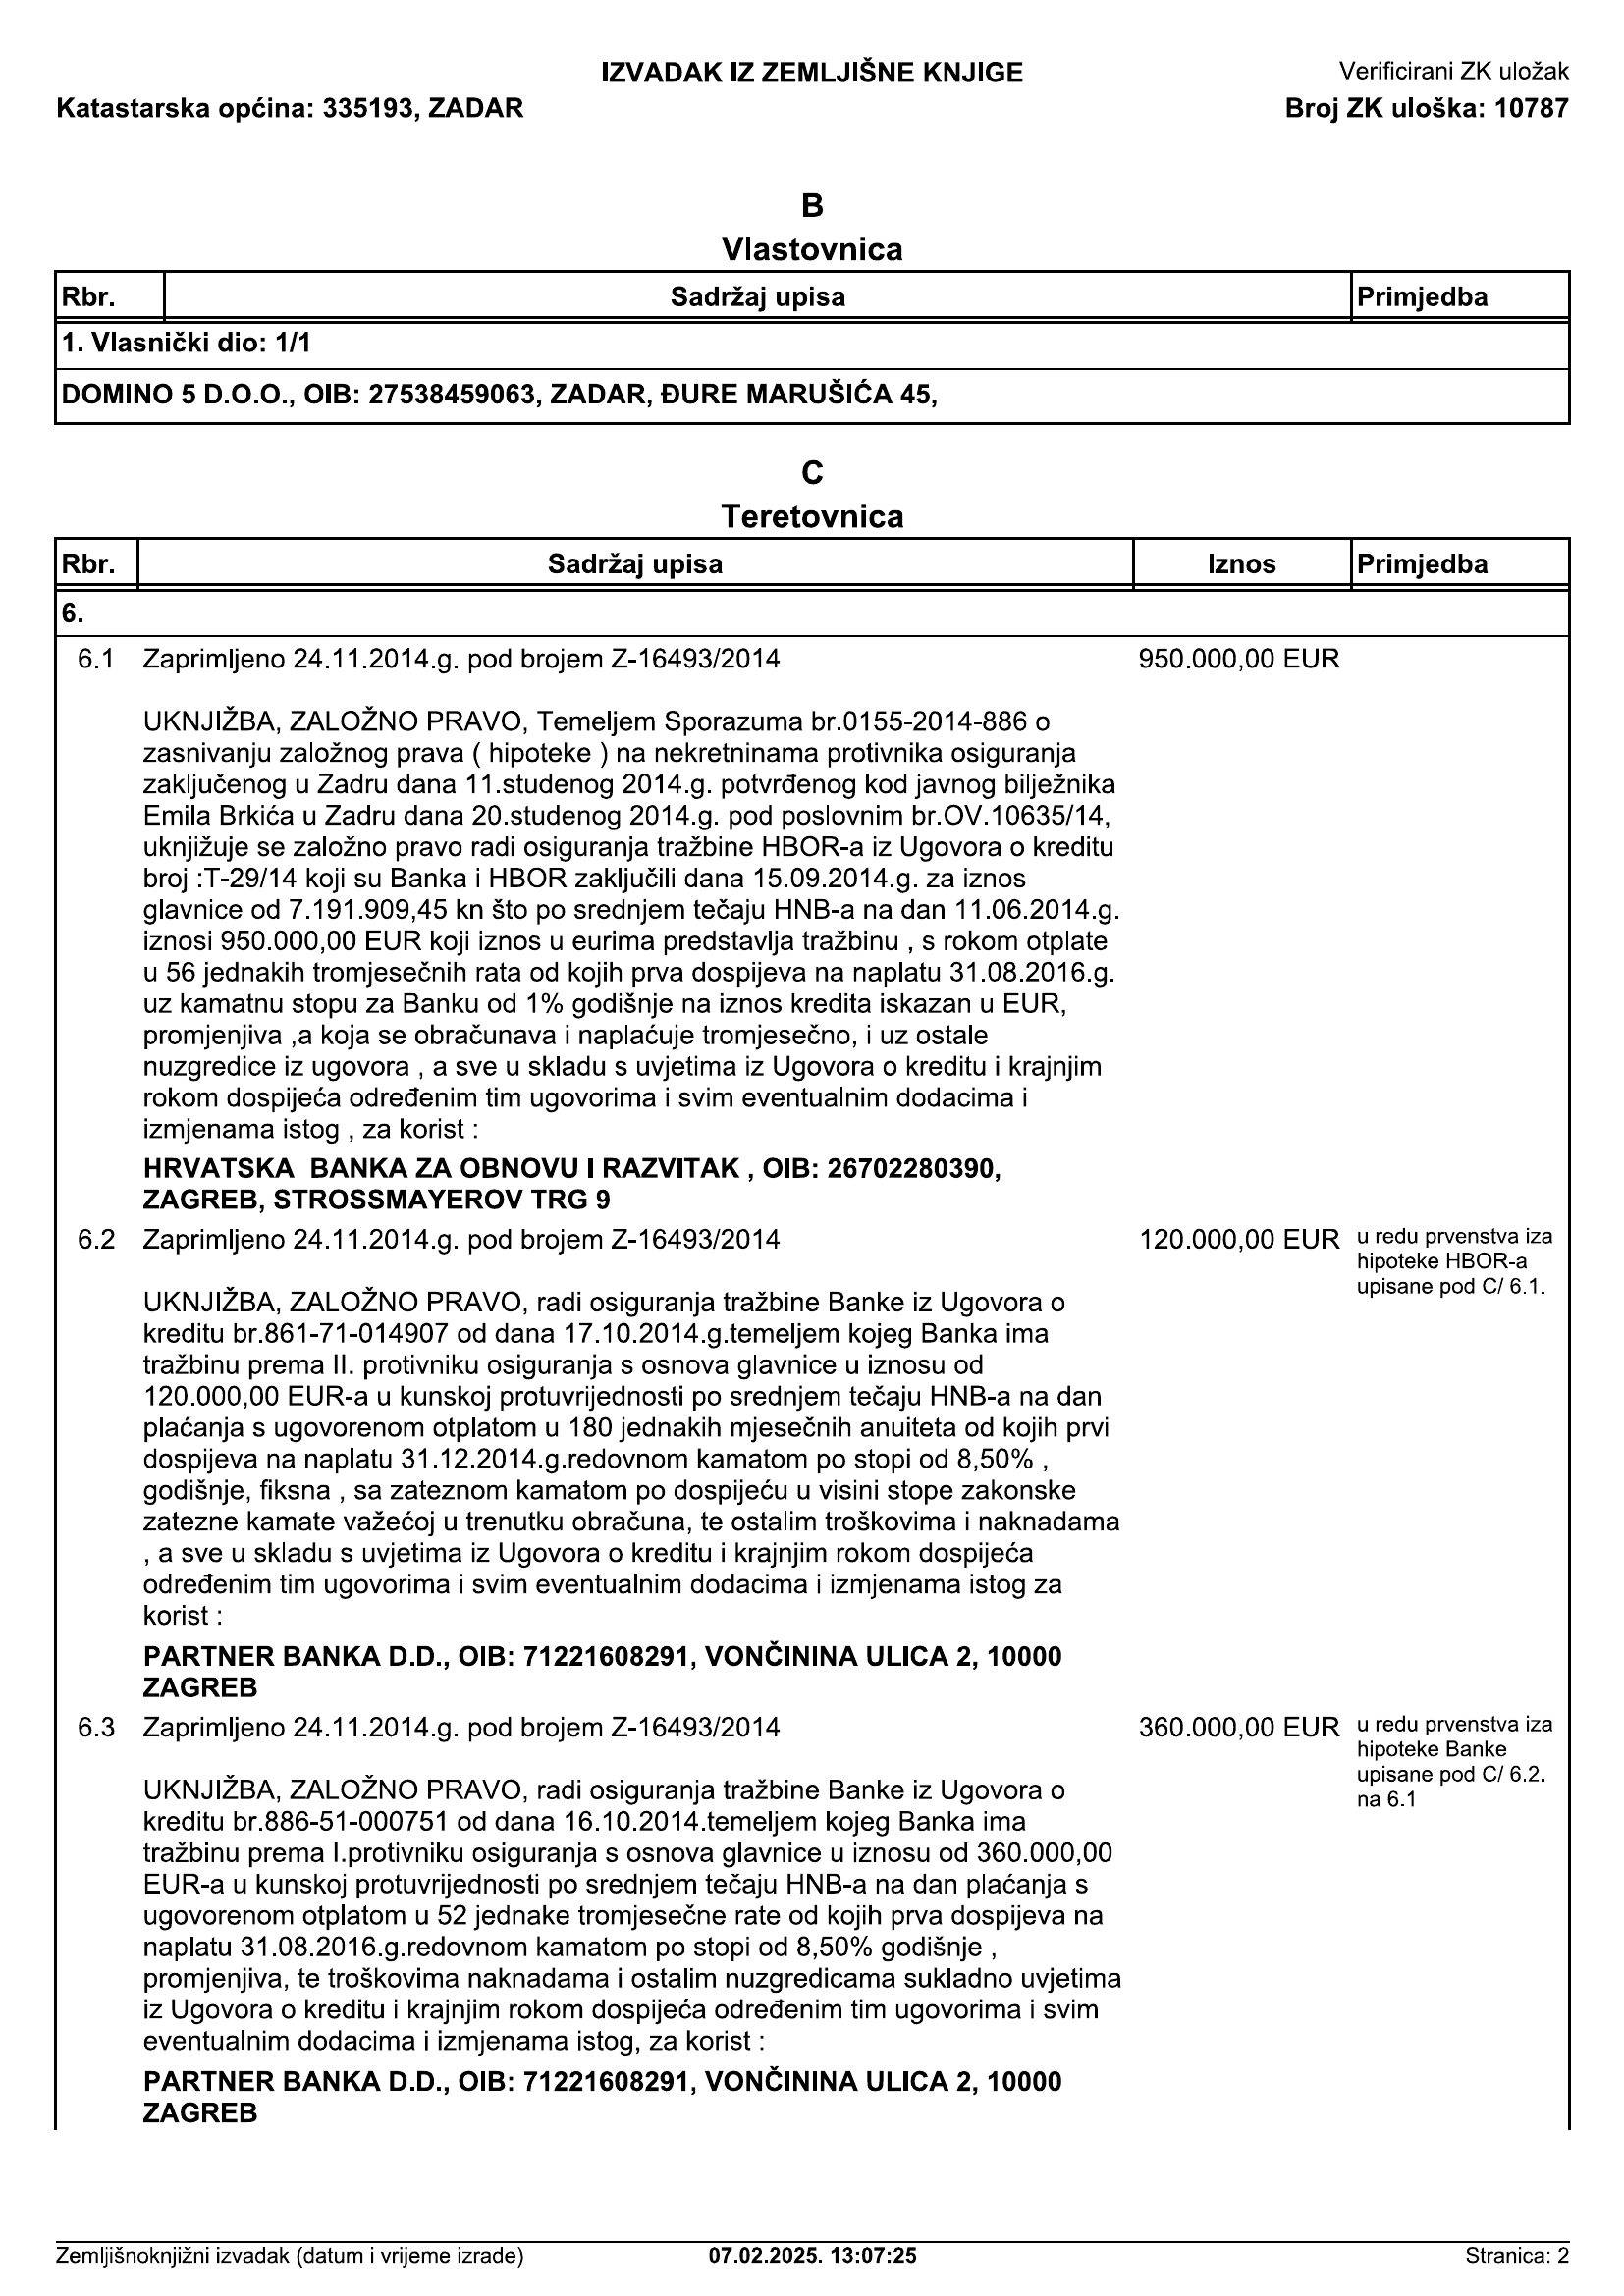 IZVADAK IZ ZEMLJIŠNE KNJIGE
Verificirani ZK uložak
Katastarska općina: 335193, ZADAR
Broj ZK uloška: 10787
B
Vlastovnica
Rbr. Sadržaj upisa Primjedba
1. Vlasnički dio: 1/1
DOMINO 5 D.O.O., OIB: 27538459063, ZADAR, ĐURE MARUŠIĆA 45,
C
Teretovnica
Rbr. Sadržaj upisa Iznos Primjedba
6.
6.1 Zaprimljeno 24.11.2014.g. pod brojem Z-16493/2014 950.000,00 EUR
UKNJIŽBA, ZALOŽNO PRAVO, Temeljem Sporazuma br.0155-2014-886 o
zasnivanju založnog prava ( hipoteke ) na nekretninama protivnika osiguranja
zaključenog u Zadru dana 11.studenog 2014.g. potvrđenog kod javnog bilježnika
Emila Brkića u Zadru dana 20.studenog 2014.g. pod poslovnim br.OV.10635/14,
uknjižuje se založno pravo radi osiguranja tražbine HBOR-a iz Ugovora o kreditu
broj :T-29/14 koji su Banka i HBOR zaključili dana 15.09.2014.g. za iznos
glavnice od 7.191.909,45 kn što po srednjem tečaju HNB-a na dan 11.06.2014.g.
iznosi 950.000,00 EUR koji iznos u eurima predstavlja tražbinu , s rokom otplate
u 56 jednakih tromjesečnih rata od kojih prva dospijeva na naplatu 31.08.2016.g.
uz kamatnu stopu za Banku od 1% godišnje na iznos kredita iskazan u EUR,
promjenjiva ,a koja se obračunava i naplaćuje tromjesečno, i uz ostale
nuzgredice iz ugovora , a sve u skladu s uvjetima iz Ugovora o kreditu i krajnjim
rokom dospijeća određenim tim ugovorima i svim eventualnim dodacima i
izmjenama istog , za korist :
HRVATSKA  BANKA ZA OBNOVU I RAZVITAK , OIB: 26702280390,
ZAGREB, STROSSMAYEROV TRG 9
6.2 Zaprimljeno 24.11.2014.g. pod brojem Z-16493/2014 120.000,00 EUR
u redu prvenstva iza
hipoteke HBOR-a
upisane pod C/ 6.1.
UKNJIŽBA, ZALOŽNO PRAVO, radi osiguranja tražbine Banke iz Ugovora o
kreditu br.861-71-014907 od dana 17.10.2014.g.temeljem kojeg Banka ima
tražbinu prema II. protivniku osiguranja s osnova glavnice u iznosu od
120.000,00 EUR-a u kunskoj protuvrijednosti po srednjem tečaju HNB-a na dan
plaćanja s ugovorenom otplatom u 180 jednakih mjesečnih anuiteta od kojih prvi
dospijeva na naplatu 31.12.2014.g.redovnom kamatom po stopi od 8,50% ,
godišnje, fiksna , sa zateznom kamatom po dospijeću u visini stope zakonske
zatezne kamate važećoj u trenutku obračuna, te ostalim troškovima i naknadama
, a sve u skladu s uvjetima iz Ugovora o kreditu i krajnjim rokom dospijeća
određenim tim ugovorima i svim eventualnim dodacima i izmjenama istog za
korist :
PARTNER BANKA D.D., OIB: 71221608291, VONČININA ULICA 2, 10000
ZAGREB
6.3 Zaprimljeno 24.11.2014.g. pod brojem Z-16493/2014 360.000,00 EUR
u redu prvenstva iza
hipoteke Banke
upisane pod C/ 6.2.
na 6.1
UKNJIŽBA, ZALOŽNO PRAVO, radi osiguranja tražbine Banke iz Ugovora o
kreditu br.886-51-000751 od dana 16.10.2014.temeljem kojeg Banka ima
tražbinu prema I.protivniku osiguranja s osnova glavnice u iznosu od 360.000,00
EUR-a u kunskoj protuvrijednosti po srednjem tečaju HNB-a na dan plaćanja s
ugovorenom otplatom u 52 jednake tromjesečne rate od kojih prva dospijeva na
naplatu 31.08.2016.g.redovnom kamatom po stopi od 8,50% godišnje ,
promjenjiva, te troškovima naknadama i ostalim nuzgredicama sukladno uvjetima
iz Ugovora o kreditu i krajnjim rokom dospijeća određenim tim ugovorima i svim
eventualnim dodacima i izmjenama istog, za korist :
PARTNER BANKA D.D., OIB: 71221608291, VONČININA ULICA 2, 10000
ZAGREB
Zemljišnoknjižni izvadak (datum i vrijeme izrade) 07.02.2025. 13:07:25 Stranica: 2